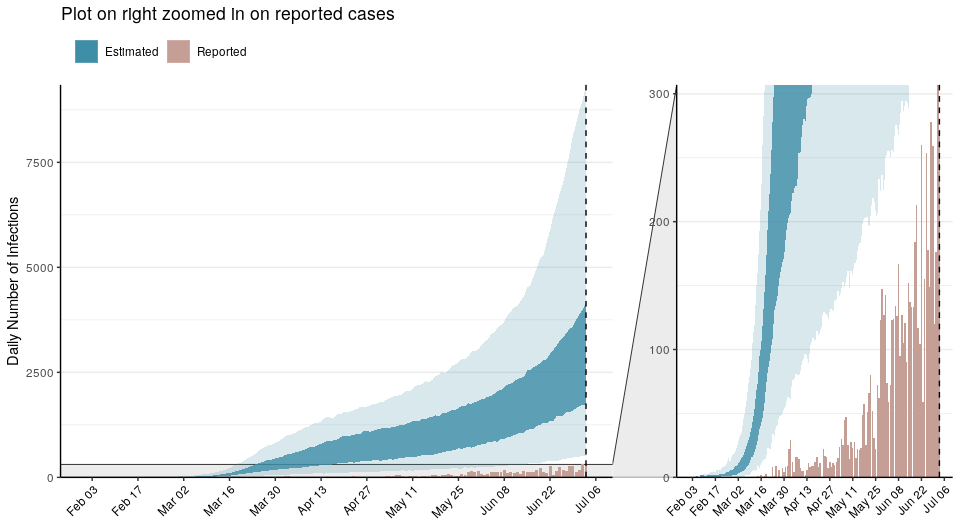 Plot on right zoomed in on reported cases
Estimated Reported
Daily Number of Infections
7500
5000
2500
0
Feb 03 Feb 17 Mar 02 Mar 16 Mar 30 Apr 13 Apr 27 May 11 May 25 Jun 08 Jun 22 Jul 06
300
200
100
0
Feb 03 Feb 17 Mar 02 Mar 16 Mar 30 Apr 13 Apr 27 May 11 May 25 Jun 08 Jun 22 Jul 06